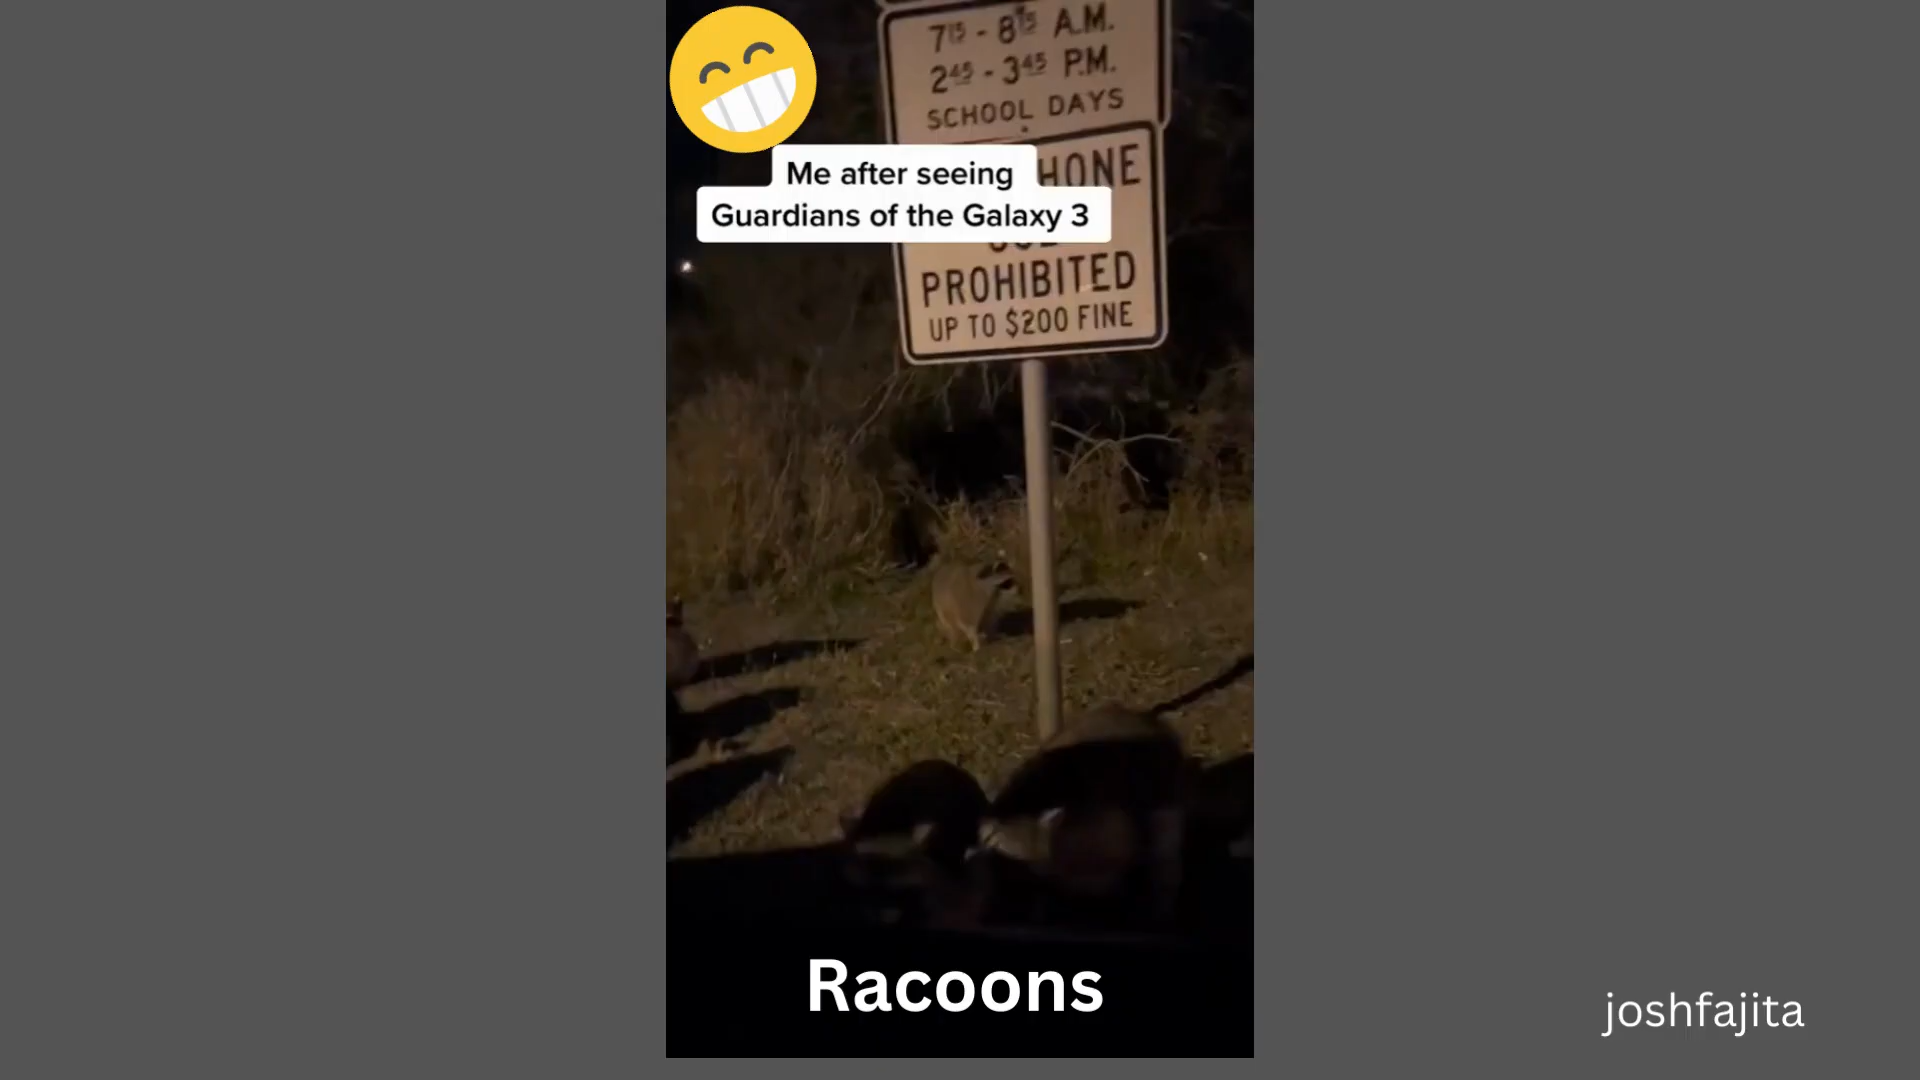 7¹⁵ - 8¹⁵ A.M.
2⁴⁵ - 3⁴⁵ P.M.
SCHOOL DAYS
Me after seeing
Guardians of the Galaxy 3
PROHIBITED
UP TO $200 FINE
Racoons
joshfajita